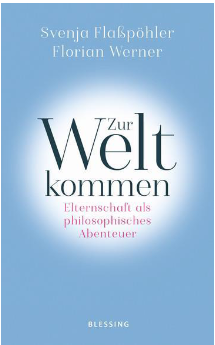 Svenja Flaßpöhler
Florian Werner
Zur
Welt
kommen
Elternschaft als
philosophisches
Abenteuer
BLESSING